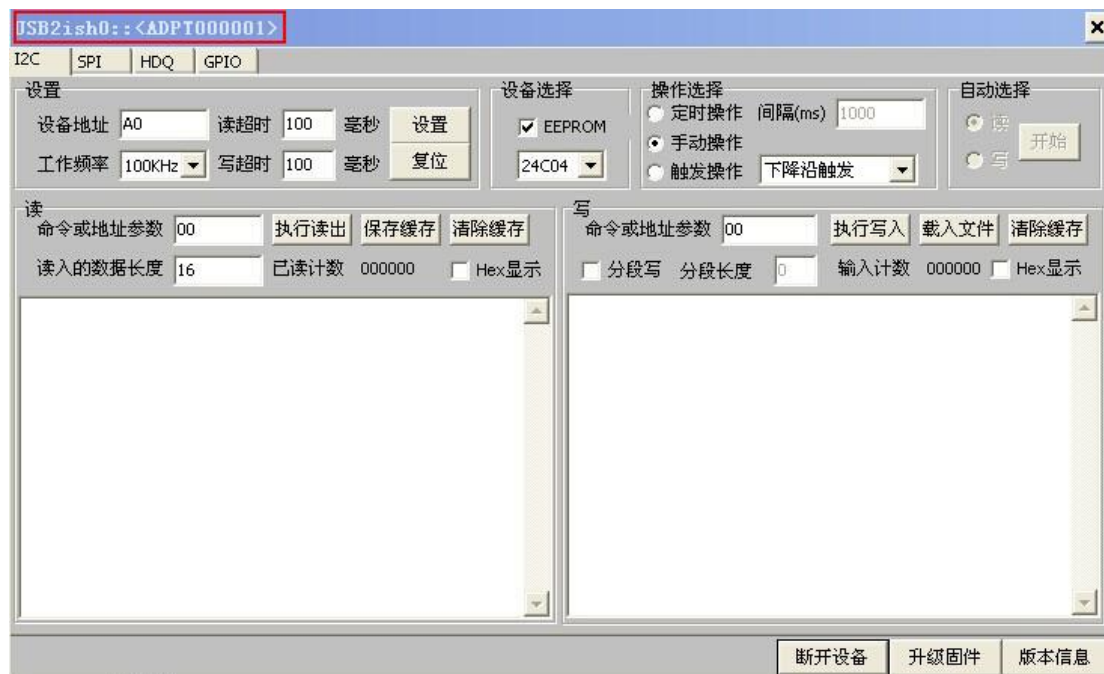 USB2ish0::<ADPT000001>
I2C SPI HDQ GPIO
设置 设备选择 操作选择 自动选择
设备地址 A0 读超时 100 毫秒 设置 EEPROM 定时操作 间隔(ms) 1000 读 开始
手动操作
工作频率 100KHz 写超时 100 毫秒 复位 24C04 触发操作 下降沿触发 写
读 写
命令或地址参数 00 执行读出 保存缓存 清除缓存 命令或地址参数 00 执行写入 载入文件 清除缓存
读入的数据长度 16 已读计数 000000 Hex显示 分段写 分段长度 0 输入计数 000000 Hex显示
断开设备 升级固件 版本信息